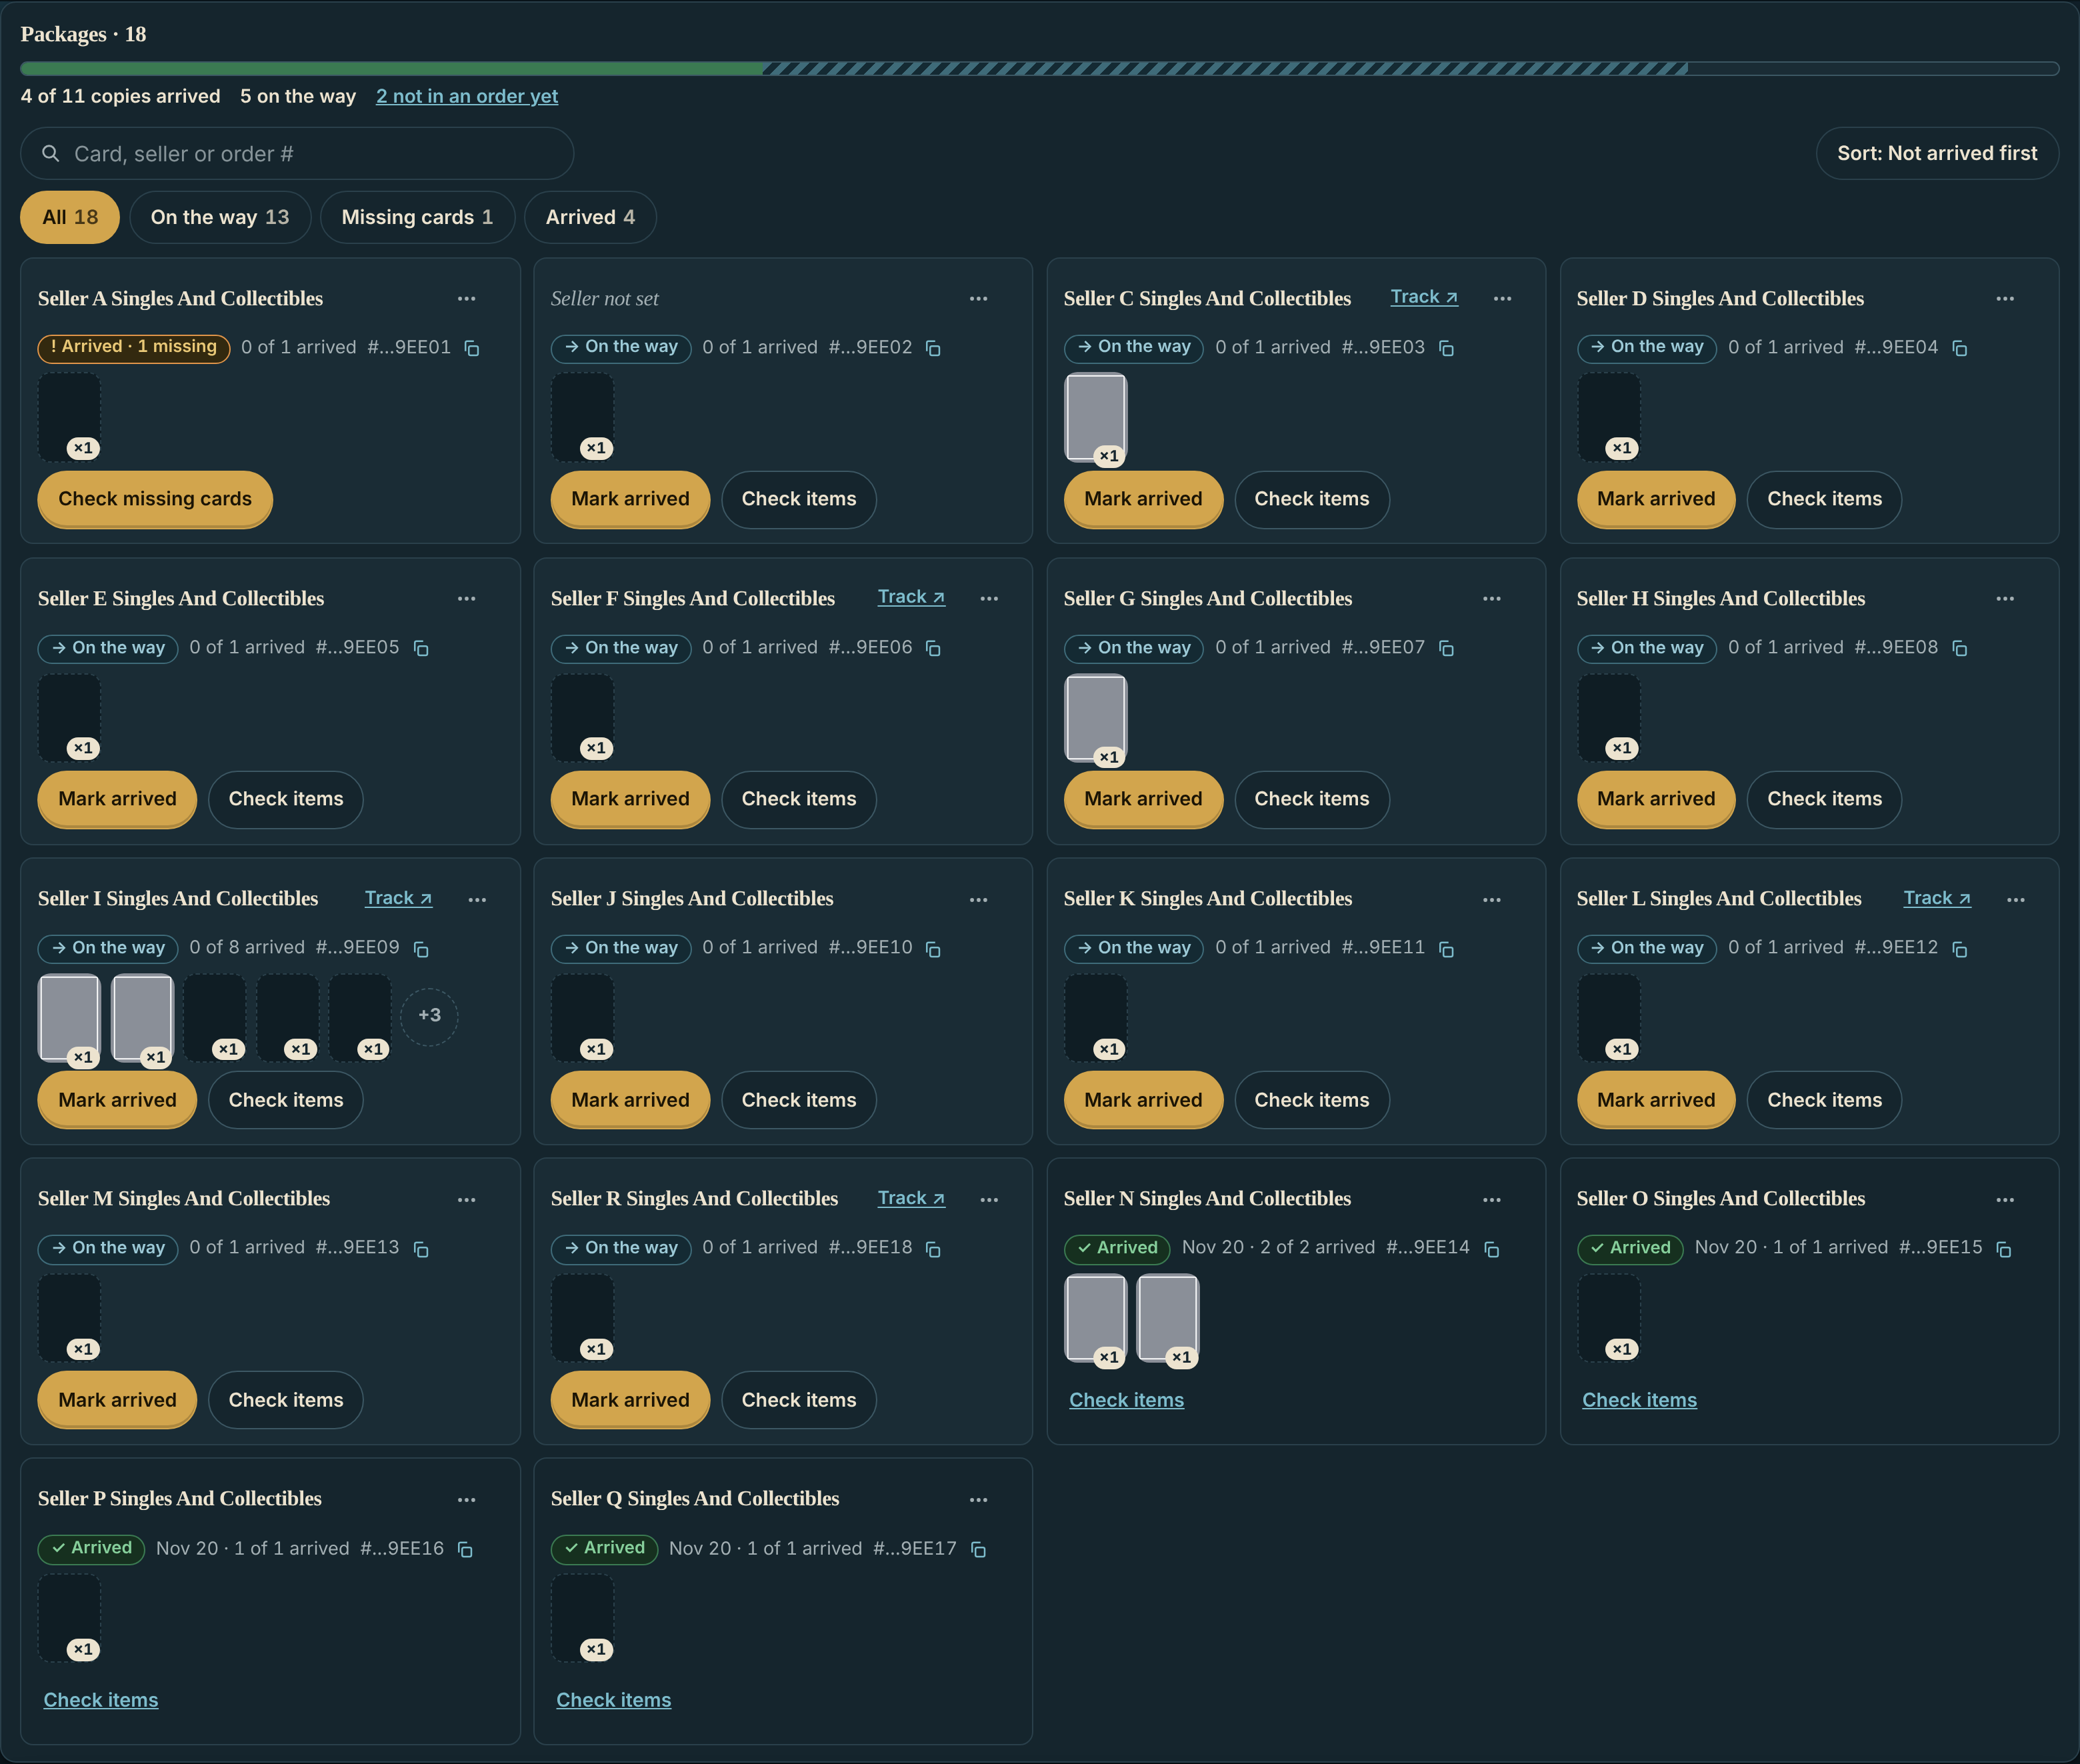 Packages · 18
4 of 11 copies arrived 5 on the way 2 not in an order yet
Card, seller or order #
Sort: Not arrived first
All 18 On the way 13 Missing cards 1 Arrived 4
Seller A Singles And Collectibles
! Arrived · 1 missing 0 of 1 arrived #...9EE01
×1
Check missing cards
Seller not set
→ On the way 0 of 1 arrived #...9EE02
×1
Mark arrived Check items
Seller C Singles And Collectibles Track ↗
→ On the way 0 of 1 arrived #...9EE03
×1
Mark arrived Check items
Seller D Singles And Collectibles
→ On the way 0 of 1 arrived #...9EE04
×1
Mark arrived Check items
Seller E Singles And Collectibles
→ On the way 0 of 1 arrived #...9EE05
×1
Mark arrived Check items
Seller F Singles And Collectibles Track ↗
→ On the way 0 of 1 arrived #...9EE06
×1
Mark arrived Check items
Seller G Singles And Collectibles
→ On the way 0 of 1 arrived #...9EE07
×1
Mark arrived Check items
Seller H Singles And Collectibles
→ On the way 0 of 1 arrived #...9EE08
×1
Mark arrived Check items
Seller I Singles And Collectibles Track ↗
→ On the way 0 of 8 arrived #...9EE09
×1 ×1 ×1 ×1 ×1 +3
Mark arrived Check items
Seller J Singles And Collectibles
→ On the way 0 of 1 arrived #...9EE10
×1
Mark arrived Check items
Seller K Singles And Collectibles
→ On the way 0 of 1 arrived #...9EE11
×1
Mark arrived Check items
Seller L Singles And Collectibles Track ↗
→ On the way 0 of 1 arrived #...9EE12
×1
Mark arrived Check items
Seller M Singles And Collectibles
→ On the way 0 of 1 arrived #...9EE13
×1
Mark arrived Check items
Seller R Singles And Collectibles Track ↗
→ On the way 0 of 1 arrived #...9EE18
×1
Mark arrived Check items
Seller N Singles And Collectibles
✓ Arrived Nov 20 · 2 of 2 arrived #...9EE14
×1 ×1
Check items
Seller O Singles And Collectibles
✓ Arrived Nov 20 · 1 of 1 arrived #...9EE15
×1
Check items
Seller P Singles And Collectibles
✓ Arrived Nov 20 · 1 of 1 arrived #...9EE16
×1
Check items
Seller Q Singles And Collectibles
✓ Arrived Nov 20 · 1 of 1 arrived #...9EE17
×1
Check items